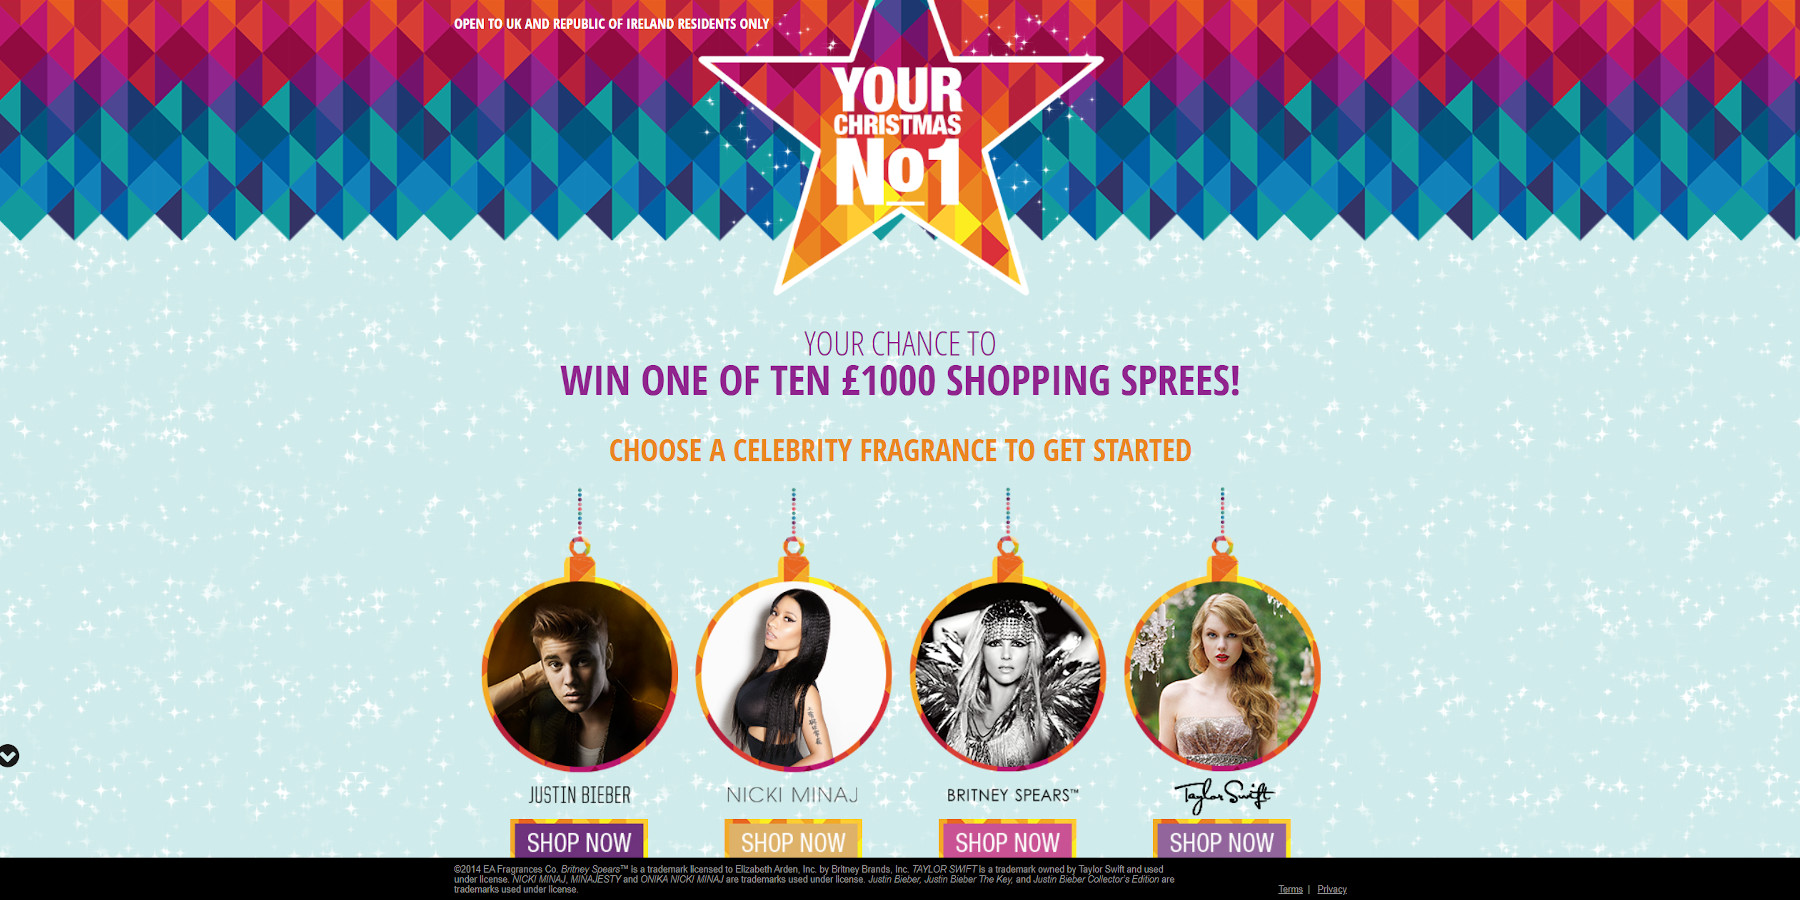 OPEN TO UK AND REPUBLIC OF IRELAND RESIDENTS ONLY
YOUR
CHRISTMAS
No1
YOUR CHANCE TO
WIN ONE OF TEN £1000 SHOPPING SPREES!
CHOOSE A CELEBRITY FRAGRANCE TO GET STARTED
JUSTIN BIEBER
NICKI MINAJ
BRITNEY SPEARS™
Taylor Swift
SHOP NOW
SHOP NOW
SHOP NOW
SHOP NOW
©2014 EA Fragrances Co. Britney Spears™ is a trademark licensed to Elizabeth Arden, Inc. by Britney Brands, Inc. TAYLOR SWIFT is a trademark owned by Taylor Swift and used
under license. NICKI MINAJ, MINAJESTY and ONIKA NICKI MINAJ are trademarks used under license. Justin Bieber, Justin Bieber The Key, and Justin Bieber Collector's Edition are
trademarks used under license.
Terms | Privacy